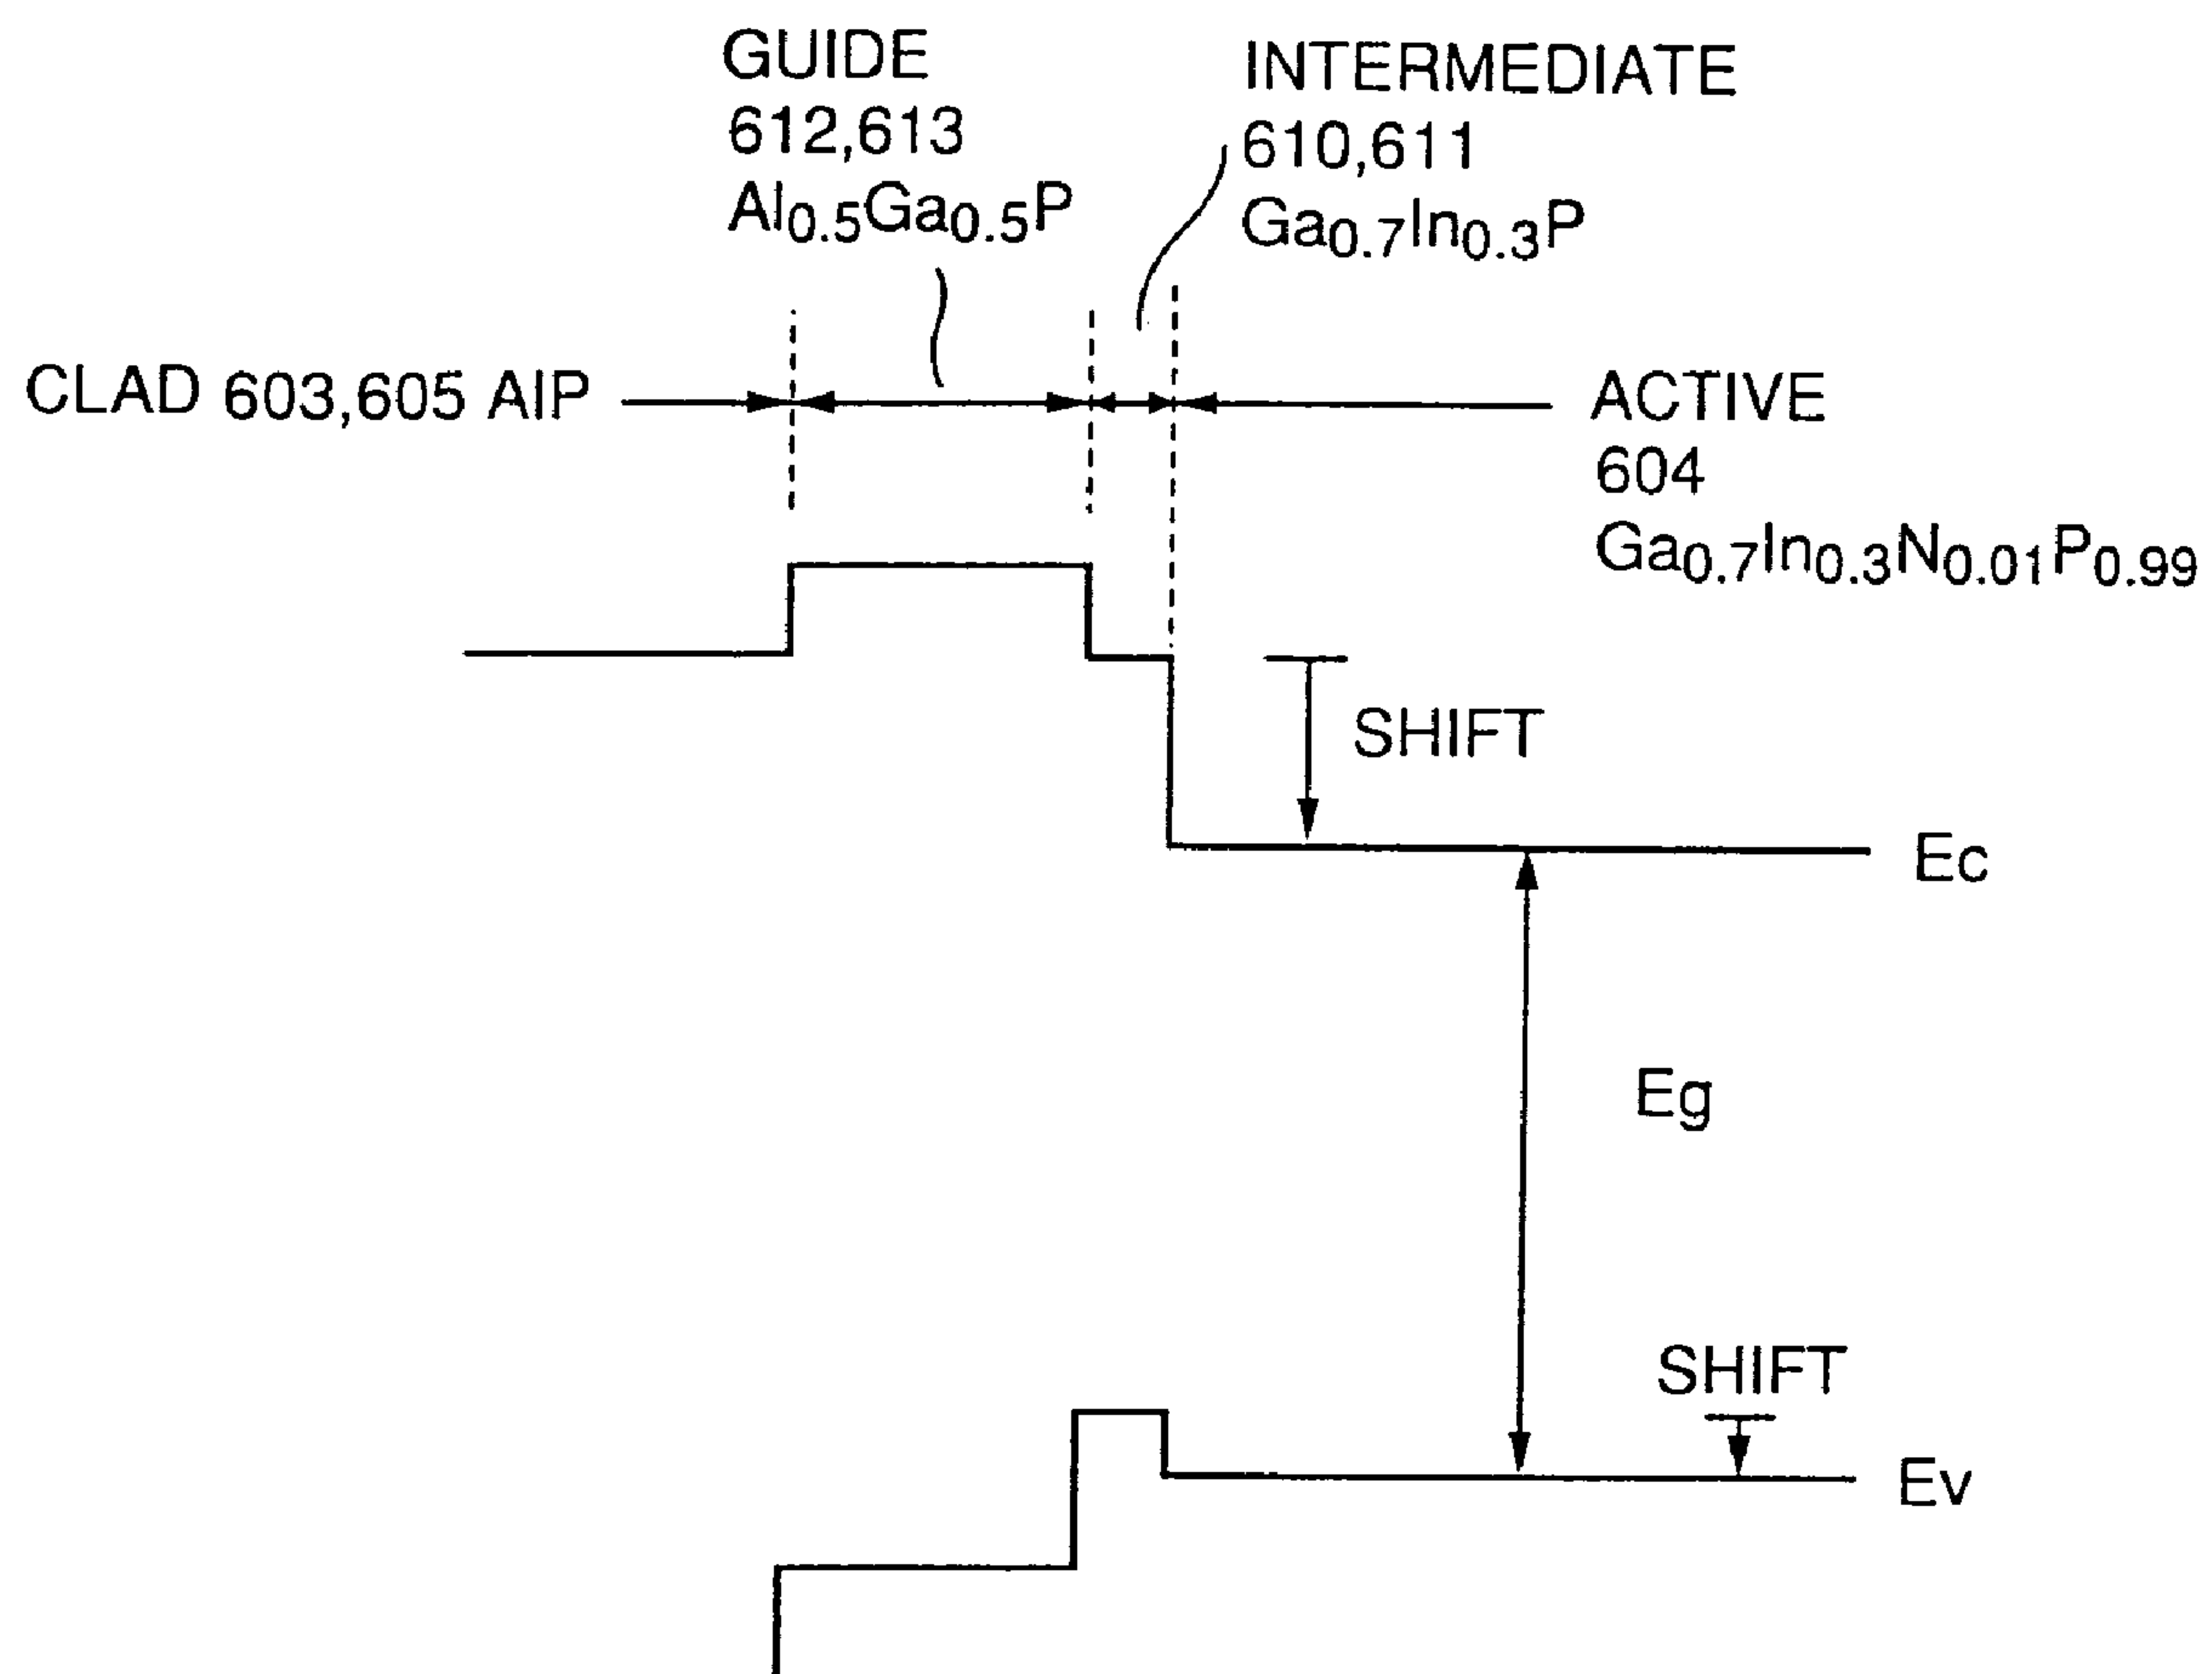 GUIDE
612,613
Al0.5Ga0.5P
INTERMEDIATE
610,611
Ga0.7In0.3P
CLAD 603,605 AlP
ACTIVE
604
Ga0.7In0.3N0.01P0.99
SHIFT
Ec
Eg
SHIFT
Ev